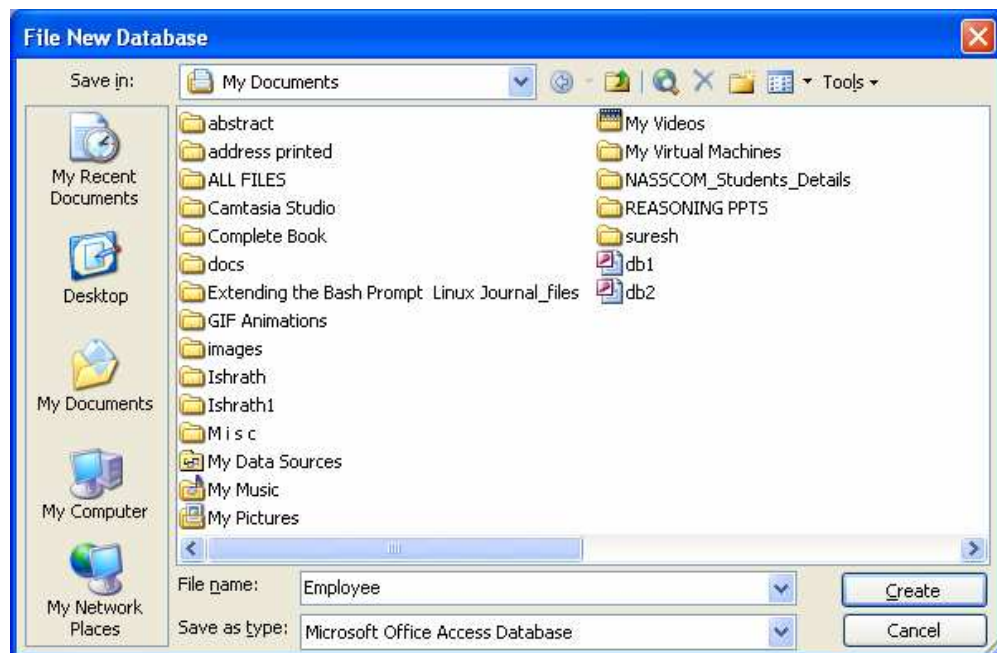 File New Database
Save in:
My Documents
Tools
My Recent
Documents
Desktop
My Documents
My Computer
My Network
Places
abstract
address printed
ALL FILES
Camtasia Studio
Complete Book
docs
Extending the Bash Prompt Linux Journal_files
GIF Animations
images
Ishrath
Ishrath1
M i s c
My Data Sources
My Music
My Pictures
My Videos
My Virtual Machines
NASSCOM_Students_Details
REASONING PPTS
suresh
db1
db2
File name:
Employee
Create
Save as type:
Microsoft Office Access Database
Cancel